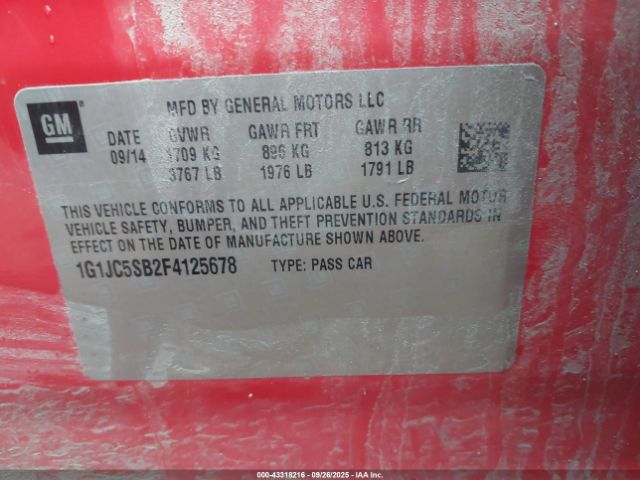 GM
MFD BY GENERAL MOTORS LLC
DATE GVWR GAWR FRT GAWR RR
09/14 1709 KG 896 KG 813 KG
3767 LB 1976 LB 1791 LB
THIS VEHICLE CONFORMS TO ALL APPLICABLE U.S. FEDERAL MOTOR
VEHICLE SAFETY, BUMPER, AND THEFT PREVENTION STANDARDS IN
EFFECT ON THE DATE OF MANUFACTURE SHOWN ABOVE.
1G1JC5SB2F4125678 TYPE: PASS CAR
000-43318216 - 09/26/2025 - IAA Inc.